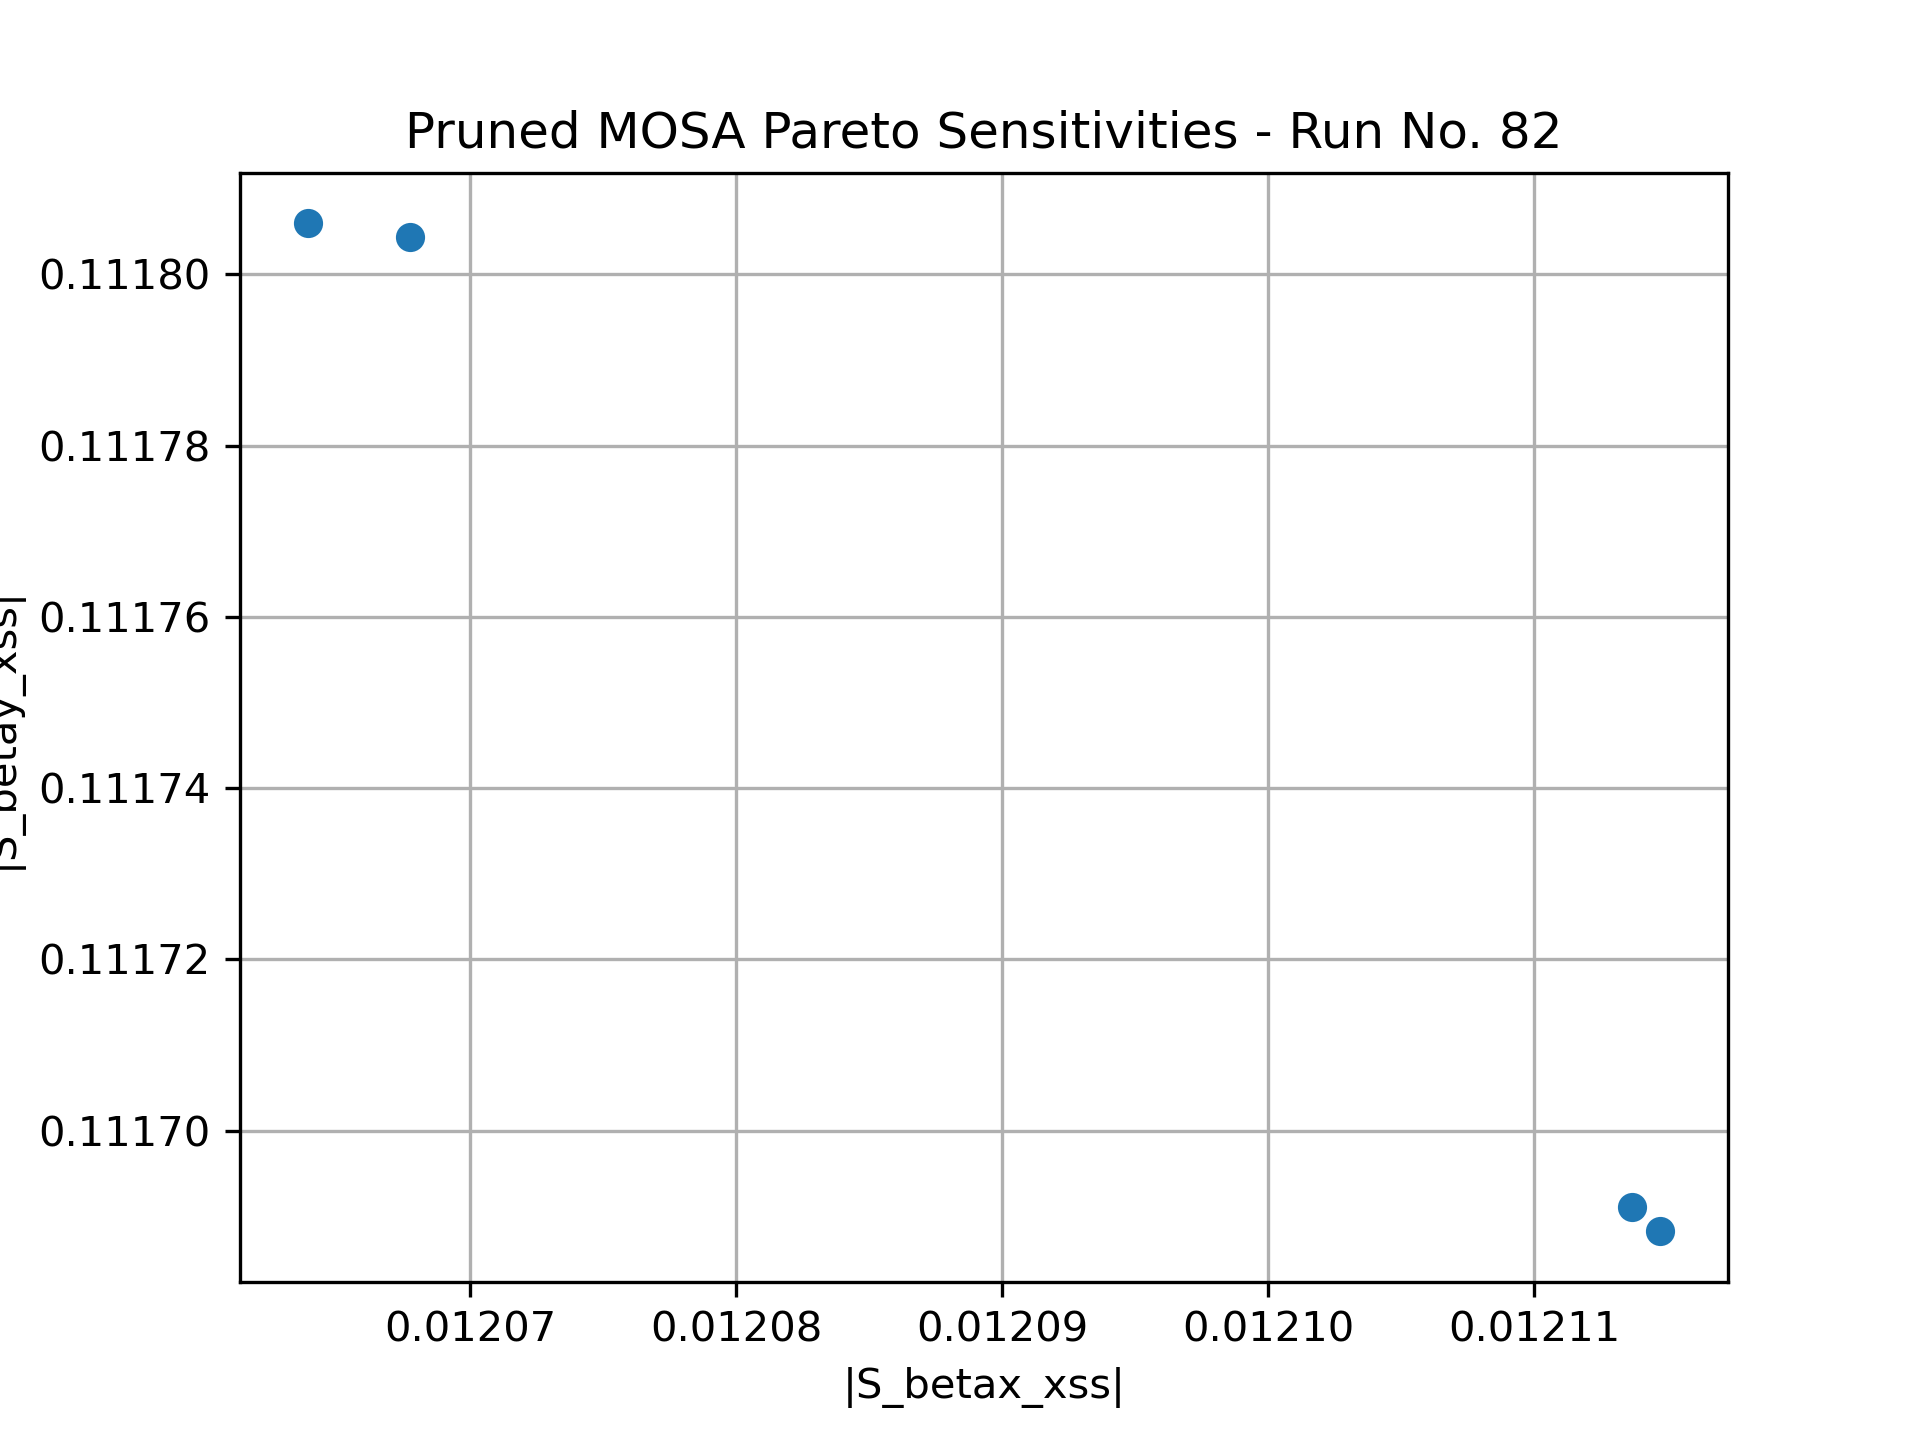 Pruned MOSA Pareto Sensitivities - Run No. 82
|S_betay_xss|
0.11180
0.11178
0.11176
0.11174
0.11172
0.11170
0.01207 0.01208 0.01209 0.01210 0.01211
|S_betax_xss|